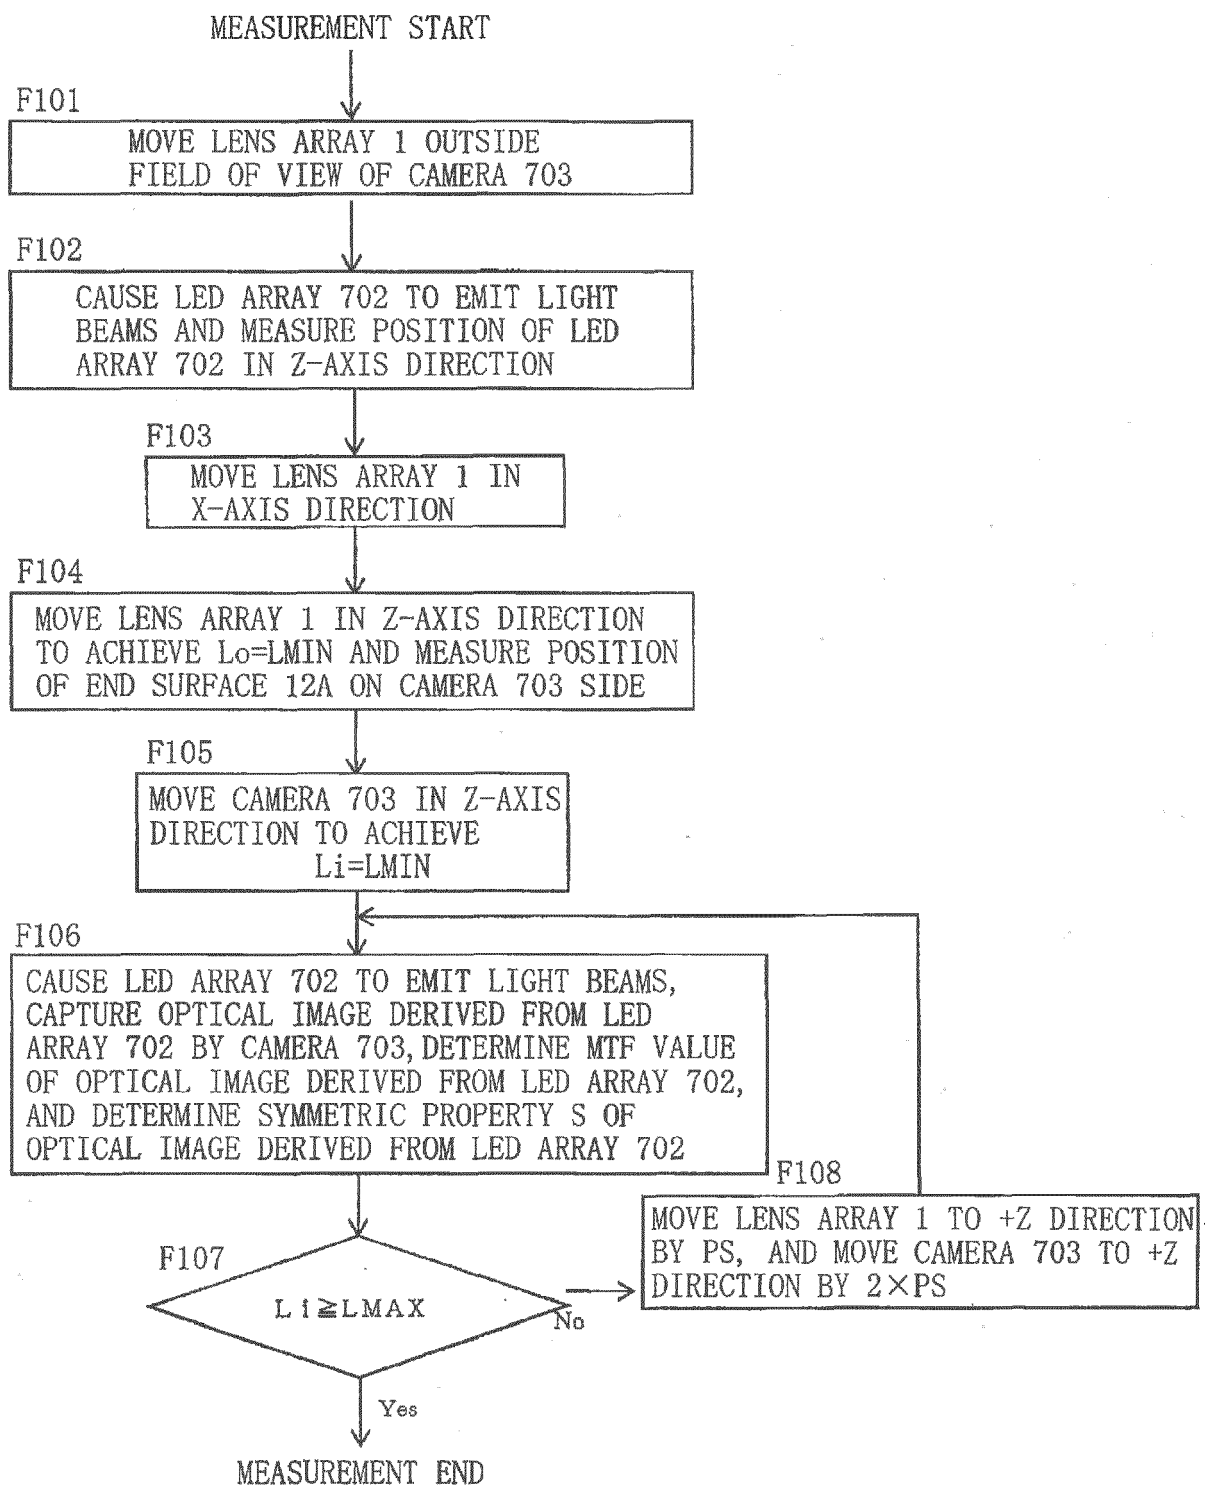 MEASUREMENT START
F101
MOVE LENS ARRAY 1 OUTSIDE
FIELD OF VIEW OF CAMERA 703
F102
CAUSE LED ARRAY 702 TO EMIT LIGHT
BEAMS AND MEASURE POSITION OF LED
ARRAY 702 IN Z-AXIS DIRECTION
F103
MOVE LENS ARRAY 1 IN
X-AXIS DIRECTION
F104
MOVE LENS ARRAY 1 IN Z-AXIS DIRECTION
TO ACHIEVE Lo=LMIN AND MEASURE POSITION
OF END SURFACE 12A ON CAMERA 703 SIDE
F105
MOVE CAMERA 703 IN Z-AXIS
DIRECTION TO ACHIEVE
Li=LMIN
F106
CAUSE LED ARRAY 702 TO EMIT LIGHT BEAMS,
CAPTURE OPTICAL IMAGE DERIVED FROM LED
ARRAY 702 BY CAMERA 703, DETERMINE MTF VALUE
OF OPTICAL IMAGE DERIVED FROM LED ARRAY 702,
AND DETERMINE SYMMETRIC PROPERTY S OF
OPTICAL IMAGE DERIVED FROM LED ARRAY 702
F107
Li≧LMAX
No
F108
MOVE LENS ARRAY 1 TO +Z DIRECTION
BY PS, AND MOVE CAMERA 703 TO +Z
DIRECTION BY 2×PS
Yes
MEASUREMENT END